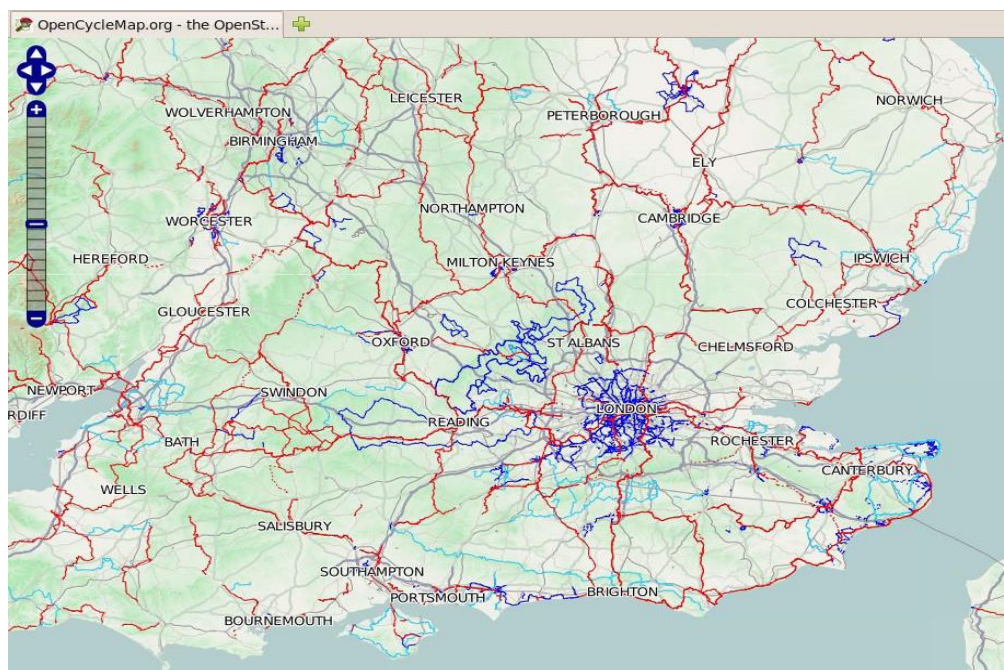 OpenCycleMap.org - the OpenSt...
LEICESTER
NORWICH
WOLVERHAMPTON
PETERBOROUGH
BIRMINGHAM
ELY
NORTHAMPTON
CAMBRIDGE
WORCESTER
HEREFORD
MILTON KEYNES
IPSWICH
COLCHESTER
GLOUCESTER
OXFORD
ST ALBANS
CHELMSFORD
NEWPORT
SWINDON
RDIFF
LONDON
READING
BATH
ROCHESTER
CANTERBURY
WELLS
SALISBURY
SOUTHAMPTON
PORTSMOUTH
BRIGHTON
BOURNEMOUTH